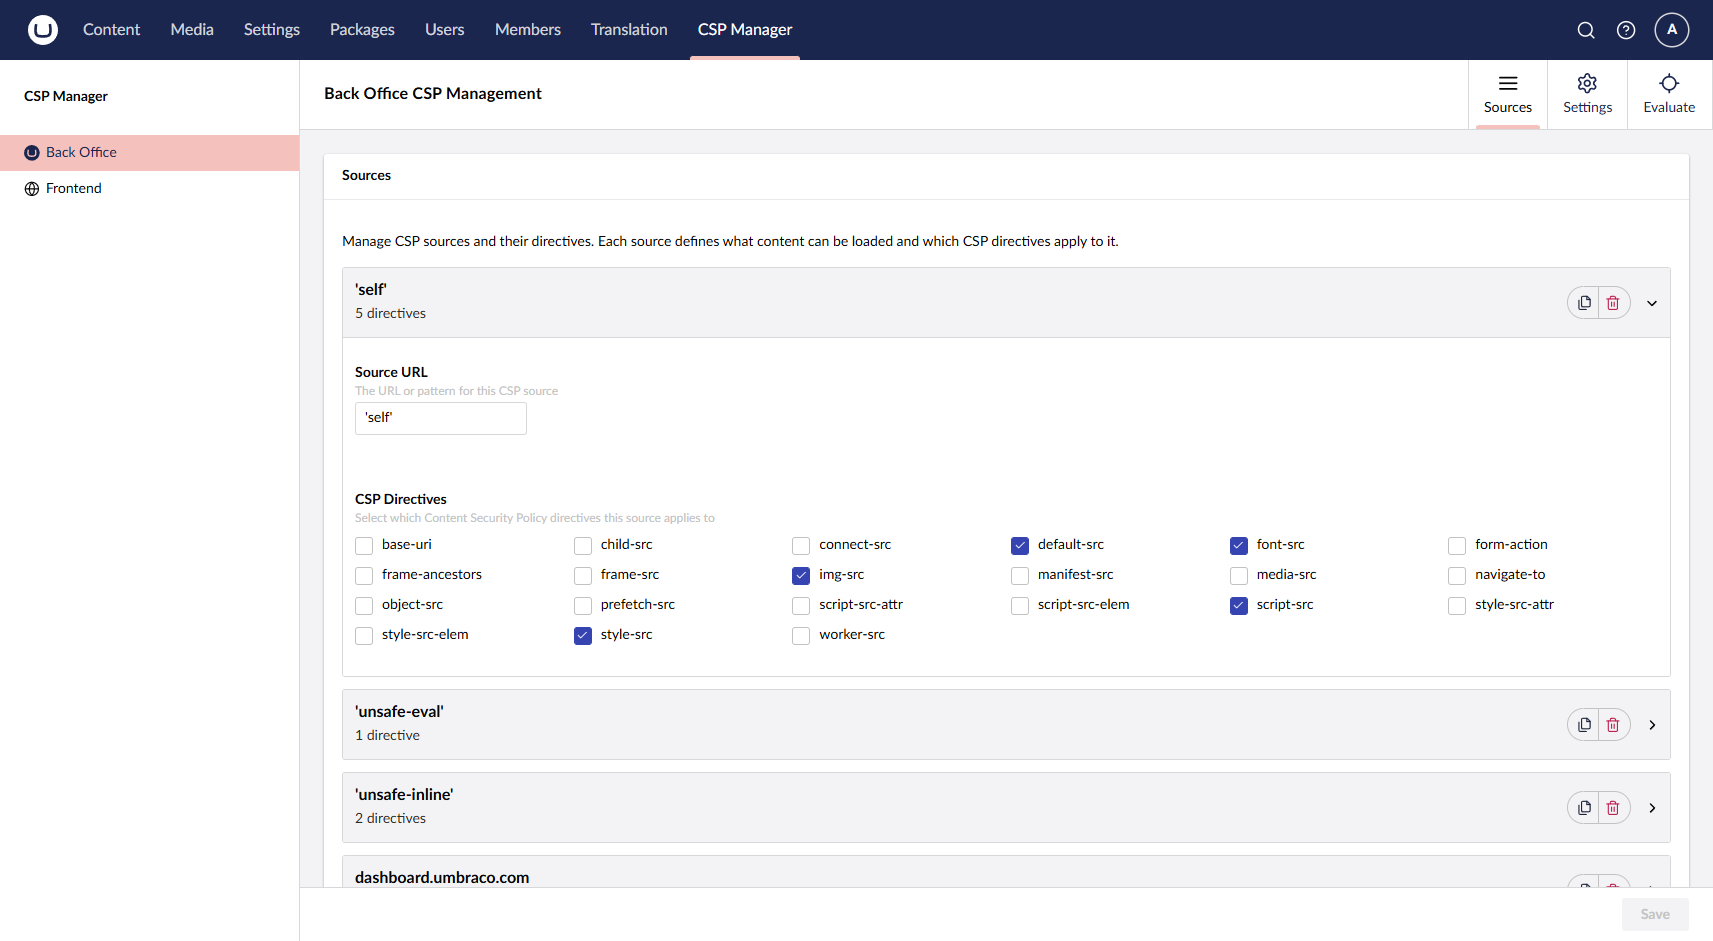 Content Media Settings Packages Users Members Translation CSP Manager A
CSP Manager
Back Office
Frontend
Back Office CSP Management
Sources Settings Evaluate
Sources
Manage CSP sources and their directives. Each source defines what content can be loaded and which CSP directives apply to it.
'self'
5 directives
Source URL
The URL or pattern for this CSP source
'self'
CSP Directives
Select which Content Security Policy directives this source applies to
base-uri child-src connect-src default-src font-src form-action
frame-ancestors frame-src img-src manifest-src media-src navigate-to
object-src prefetch-src script-src-attr script-src-elem script-src style-src-attr
style-src-elem style-src worker-src
'unsafe-eval'
1 directive
'unsafe-inline'
2 directives
dashboard.umbraco.com
Save